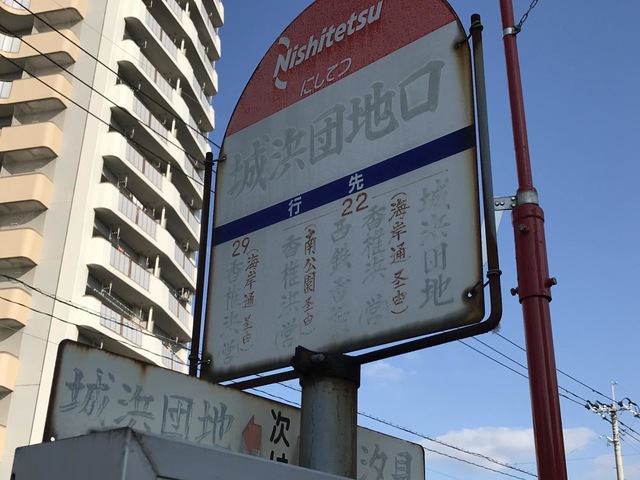 Nishitetsu
にしてつ
城浜団地口
行先
城浜団地
(海岸通経由)
22 香椎浜(営)
西鉄香椎
(南公園経由)
香椎浜(営)
(海岸通経由)
29 香椎浜営
城浜団地
次は